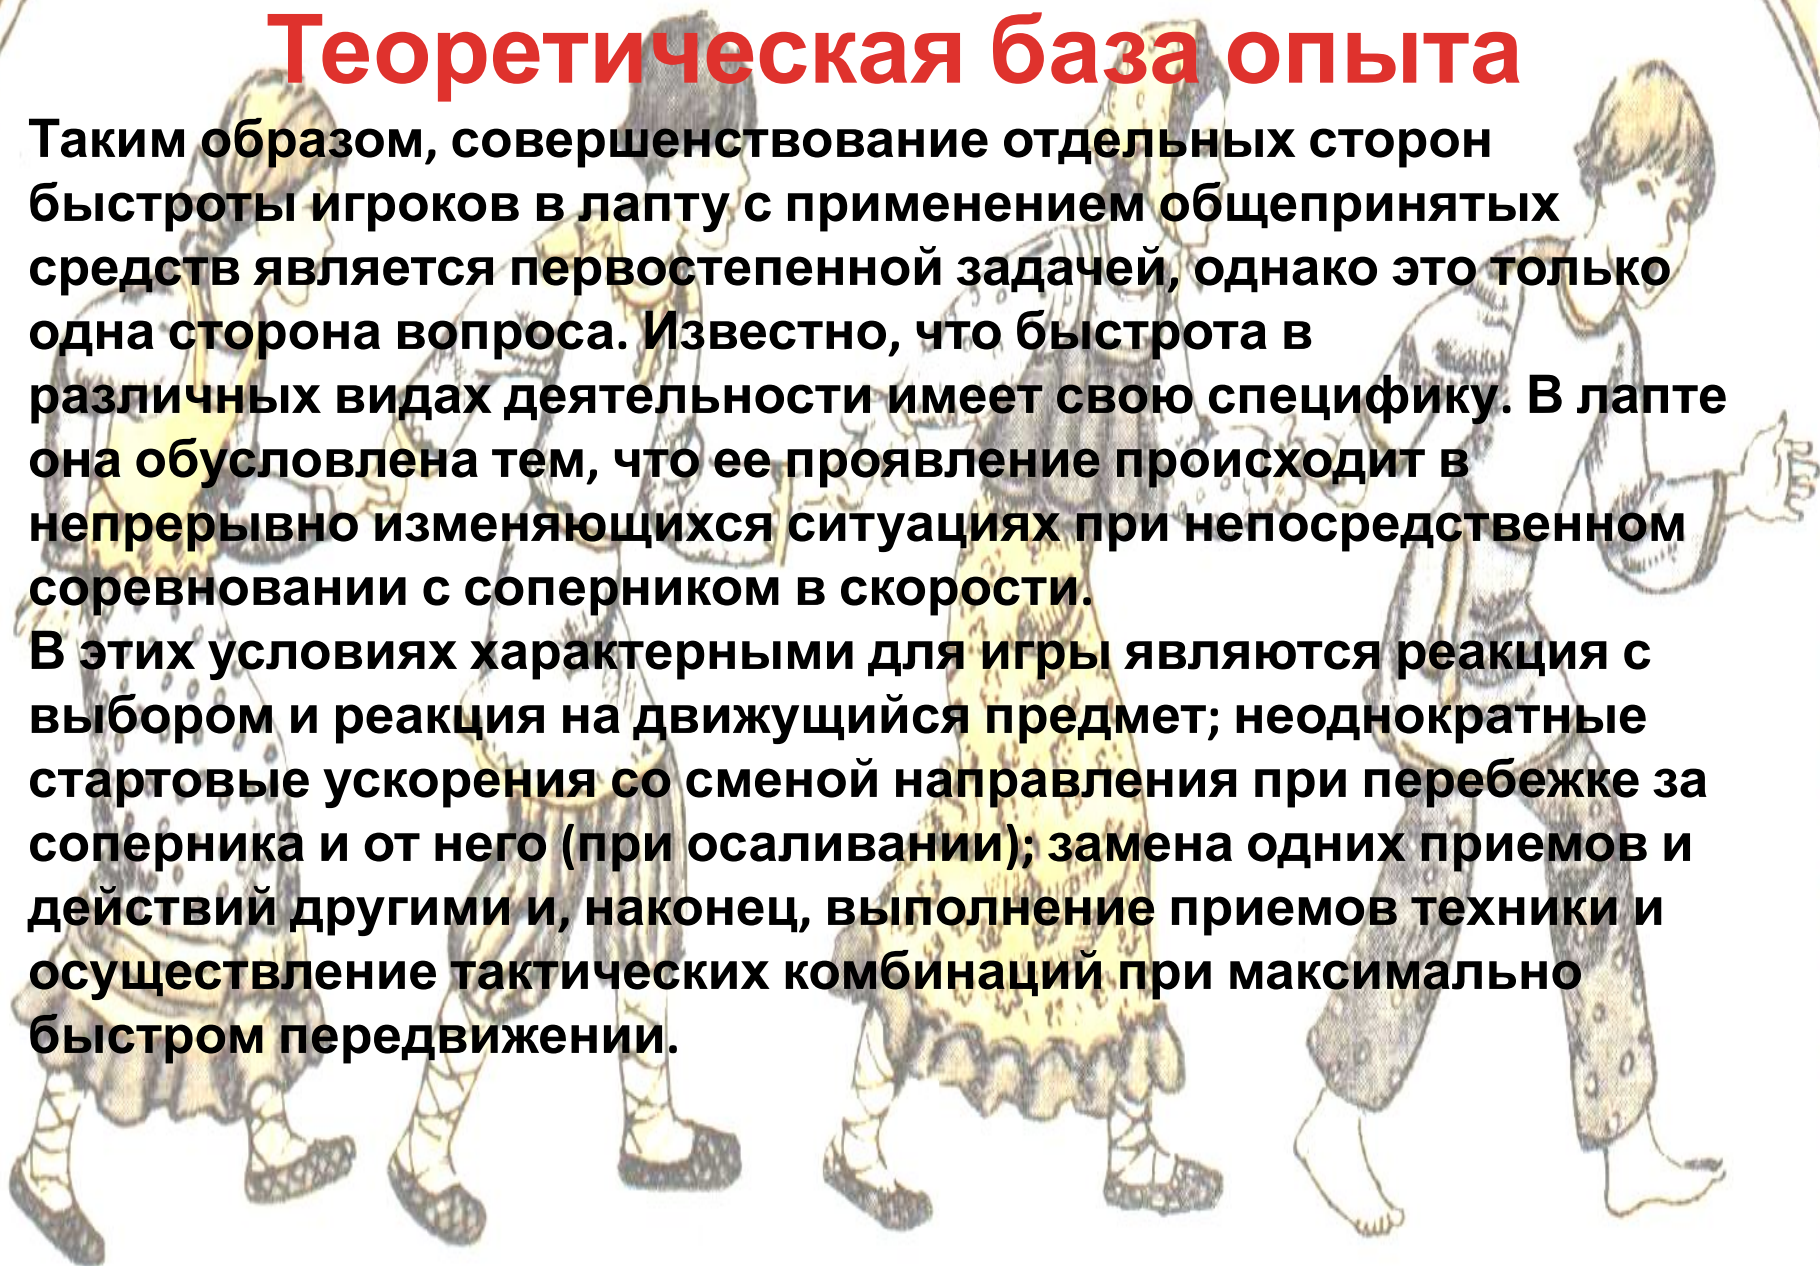 Теоретическая база опыта
Таким образом, совершенствование отдельных сторон
быстроты игроков в лапту с применением общепринятых
средств является первостепенной задачей, однако это только
одна сторона вопроса. Известно, что быстрота в
различных видах деятельности имеет свою специфику. В лапте
она обусловлена тем, что ее проявление происходит в
непрерывно изменяющихся ситуациях при непосредственном
соревновании с соперником в скорости.
В этих условиях характерными для игры являются реакция с
выбором и реакция на движущийся предмет; неоднократные
стартовые ускорения со сменой направления при перебежке за
соперника и от него (при осаливании); замена одних приемов и
действий другими и, наконец, выполнение приемов техники и
осуществление тактических комбинаций при максимально
быстром передвижении.